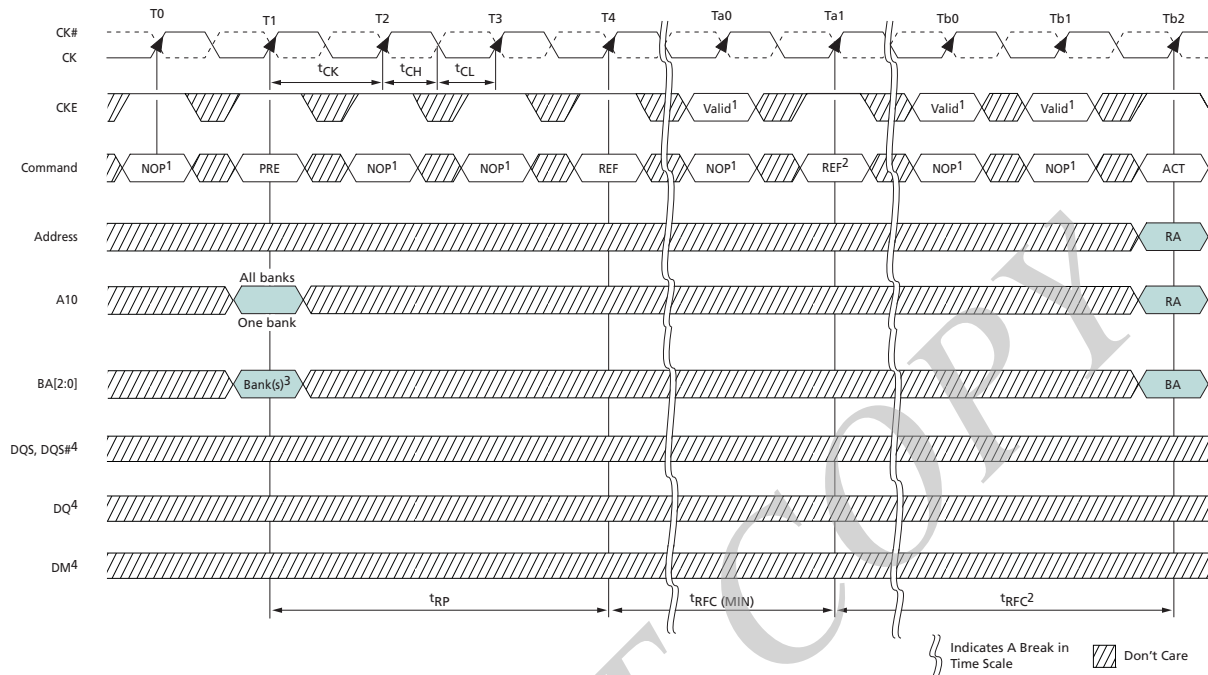 T0 T1 T2 T3 T4 Ta0 Ta1 Tb0 Tb1 Tb2
CK#
CK
tCK tCH tCL
CKE Valid1 Valid1 Valid1
Command NOP1 PRE NOP1 NOP1 REF NOP1 REF2 NOP1 NOP1 ACT
Address RA
All banks
A10 RA
One bank
BA[2:0] Bank(s)3 BA
DQS, DQS#4
DQ4
DM4
tRP tRFC (MIN) tRFC2
Indicates A Break in
Time Scale
Don't Care
COPY